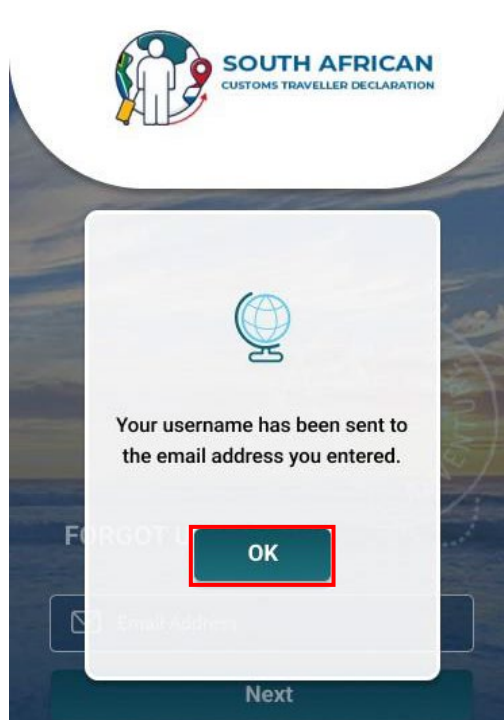 SOUTH AFRICAN
CUSTOMS TRAVELLER DECLARATION
Your username has been sent to
the email address you entered.
FORGOT U
OK
Email Address
Next